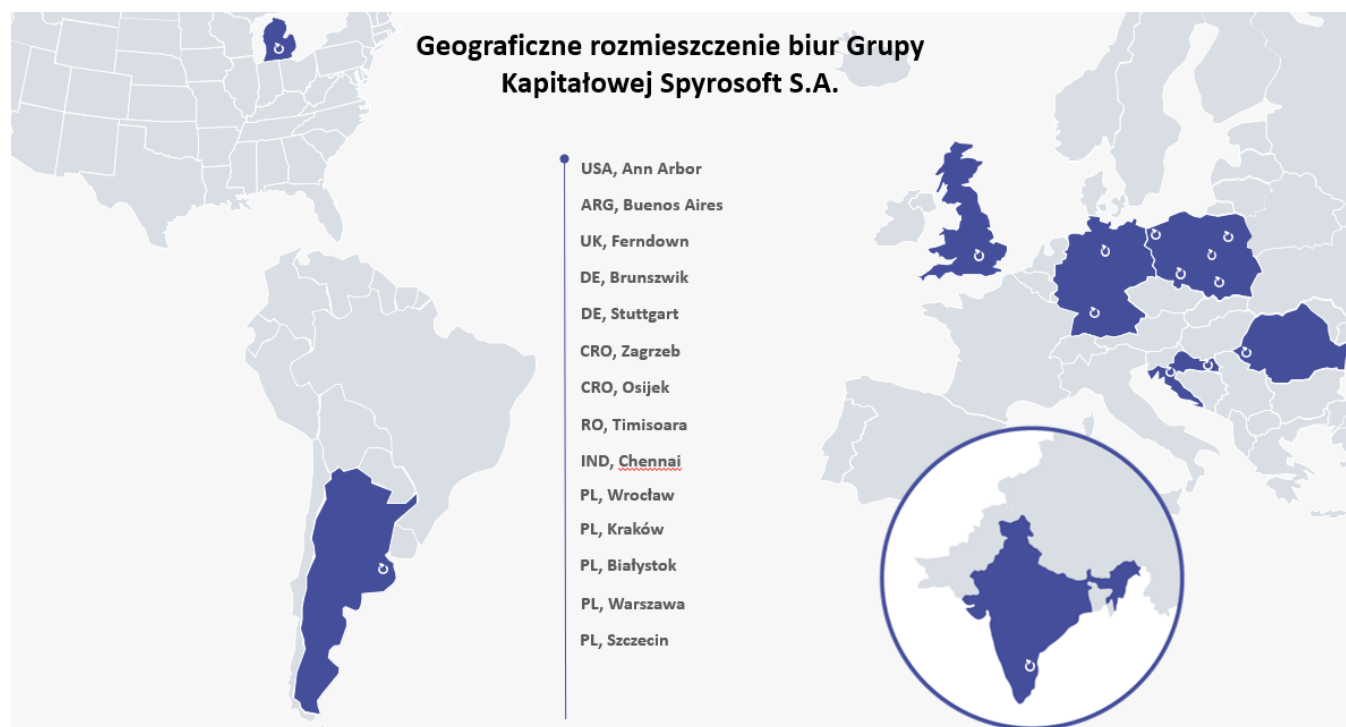 Geograficzne rozmieszczenie biur Grupy
Kapitałowej Spyrosoft S.A.
USA, Ann Arbor
ARG, Buenos Aires
UK, Ferndown
DE, Brunszwik
DE, Stuttgart
CRO, Zagrzeb
CRO, Osijek
RO, Timisoara
IND, Chennai
PL, Wrocław
PL, Kraków
PL, Białystok
PL, Warszawa
PL, Szczecin